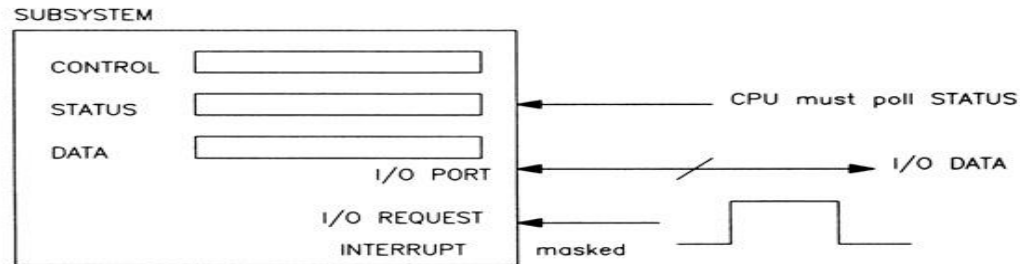 SUBSYSTEM
CONTROL
STATUS
CPU must poll STATUS
DATA
I/O PORT
I/O DATA
I/O REQUEST
INTERRUPT
masked